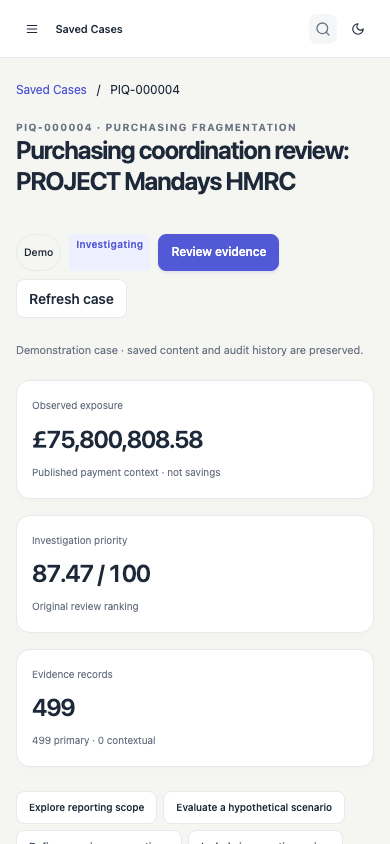 Saved Cases
Saved Cases / PIQ-000004
PIQ-000004 · PURCHASING FRAGMENTATION
Purchasing coordination review:
PROJECT Mandays HMRC
Demo
Investigating
Review evidence
Refresh case
Demonstration case · saved content and audit history are preserved.
Observed exposure
£75,800,808.58
Published payment context · not savings
Investigation priority
87.47 / 100
Original review ranking
Evidence records
499
499 primary · 0 contextual
Explore reporting scope
Evaluate a hypothetical scenario